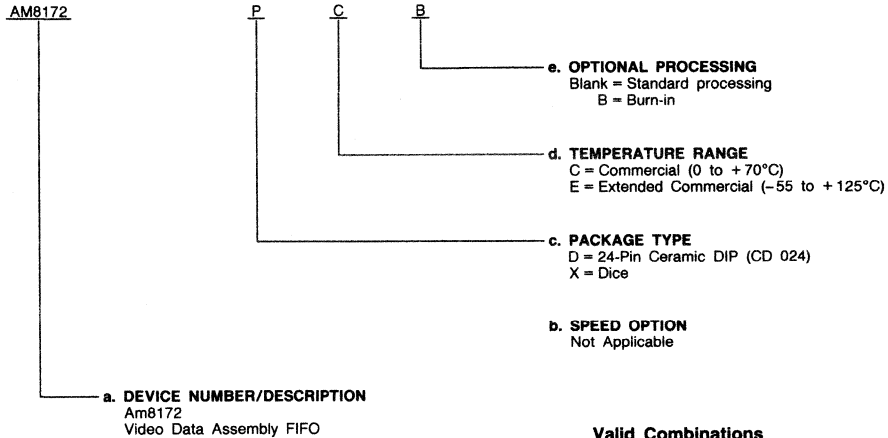 AM8172 P C B
e. OPTIONAL PROCESSING
Blank = Standard processing
B = Burn-in
d. TEMPERATURE RANGE
C = Commercial (0 to +70°C)
E = Extended Commercial (−55 to +125°C)
c. PACKAGE TYPE
D = 24-Pin Ceramic DIP (CD 024)
X = Dice
b. SPEED OPTION
Not Applicable
a. DEVICE NUMBER/DESCRIPTION
Am8172
Video Data Assembly FIFO
Valid Combinations